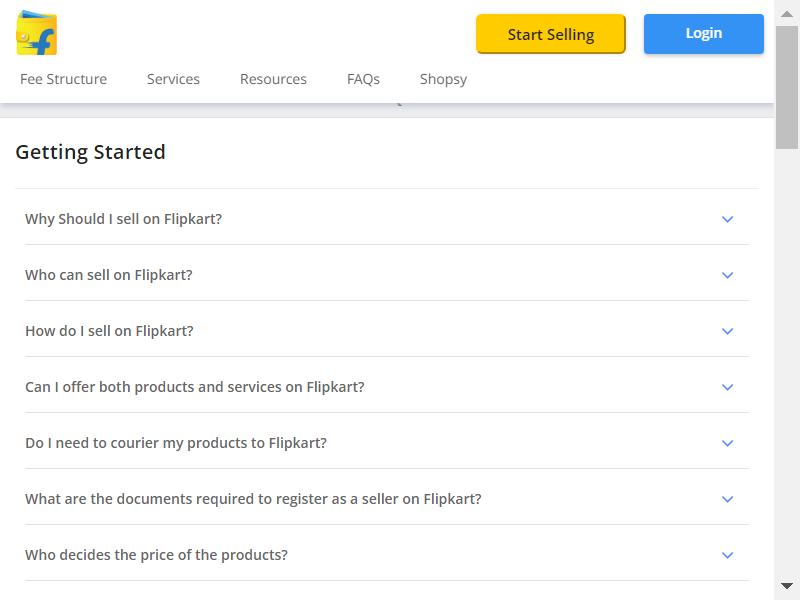 Start Selling
Login
Fee Structure
Services
Resources
FAQs
Shopsy
Getting Started
Why Should I sell on Flipkart?
Who can sell on Flipkart?
How do I sell on Flipkart?
Can I offer both products and services on Flipkart?
Do I need to courier my products to Flipkart?
What are the documents required to register as a seller on Flipkart?
Who decides the price of the products?